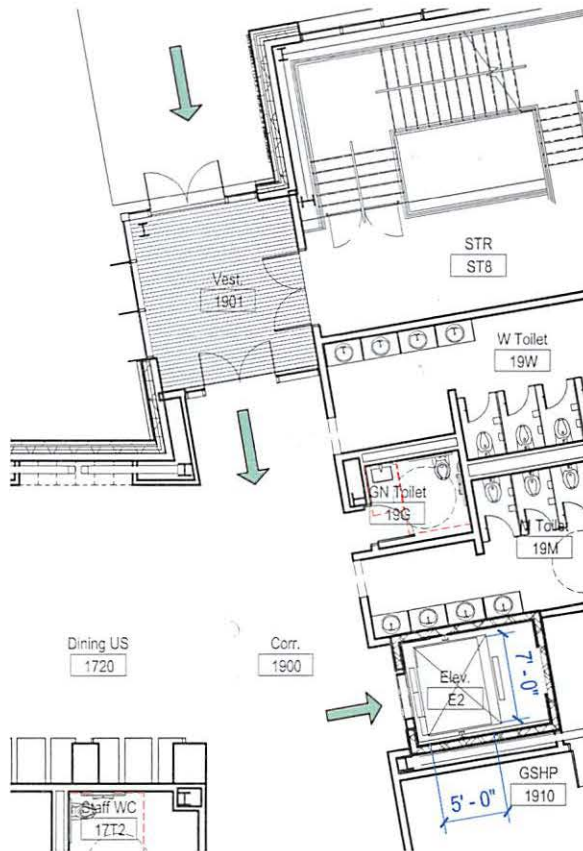 STR
ST8
Vest.
1901
W Toilet
19W
GN Toilet
19G
M Toilet
19M
Dining US
1720
Corr.
1900
Elev.
E2
7' - 0"
5' - 0"
GSHP
1910
Staff WC
17T2